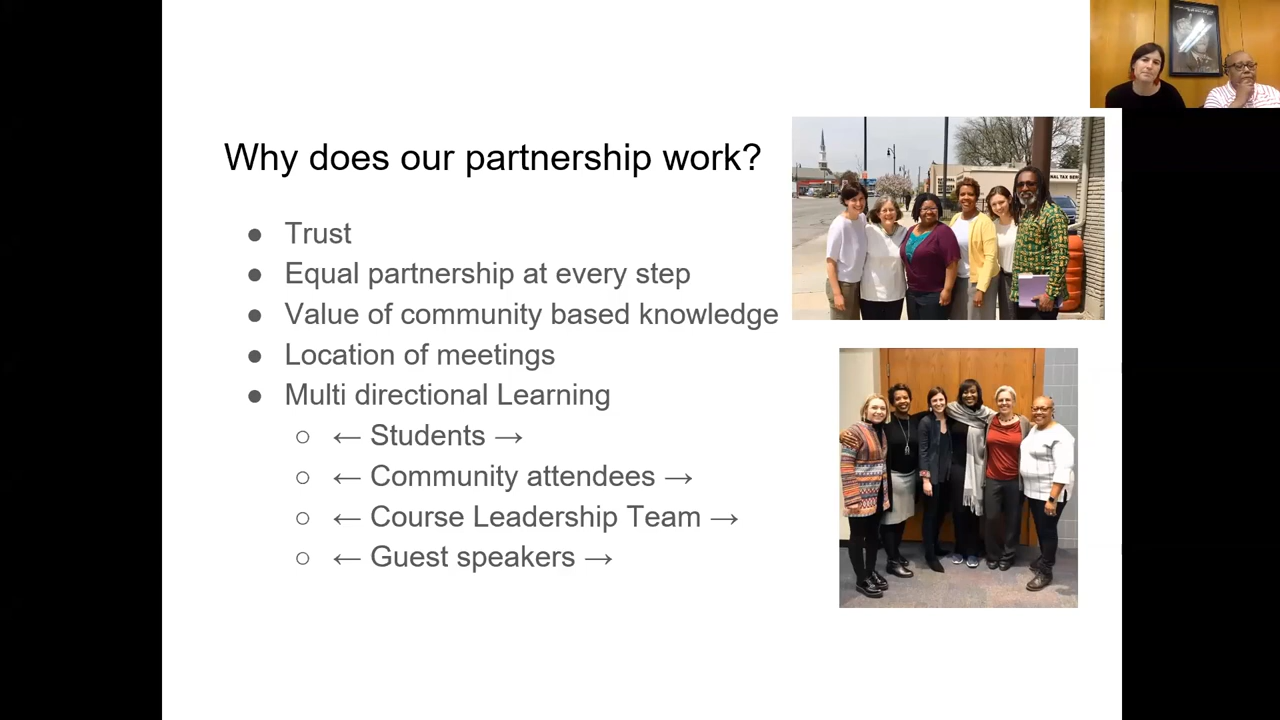 Why does our partnership work?
● Trust
● Equal partnership at every step
● Value of community based knowledge
● Location of meetings
● Multi directional Learning
○ ← Students →
○ ← Community attendees →
○ ← Course Leadership Team →
○ ← Guest speakers →